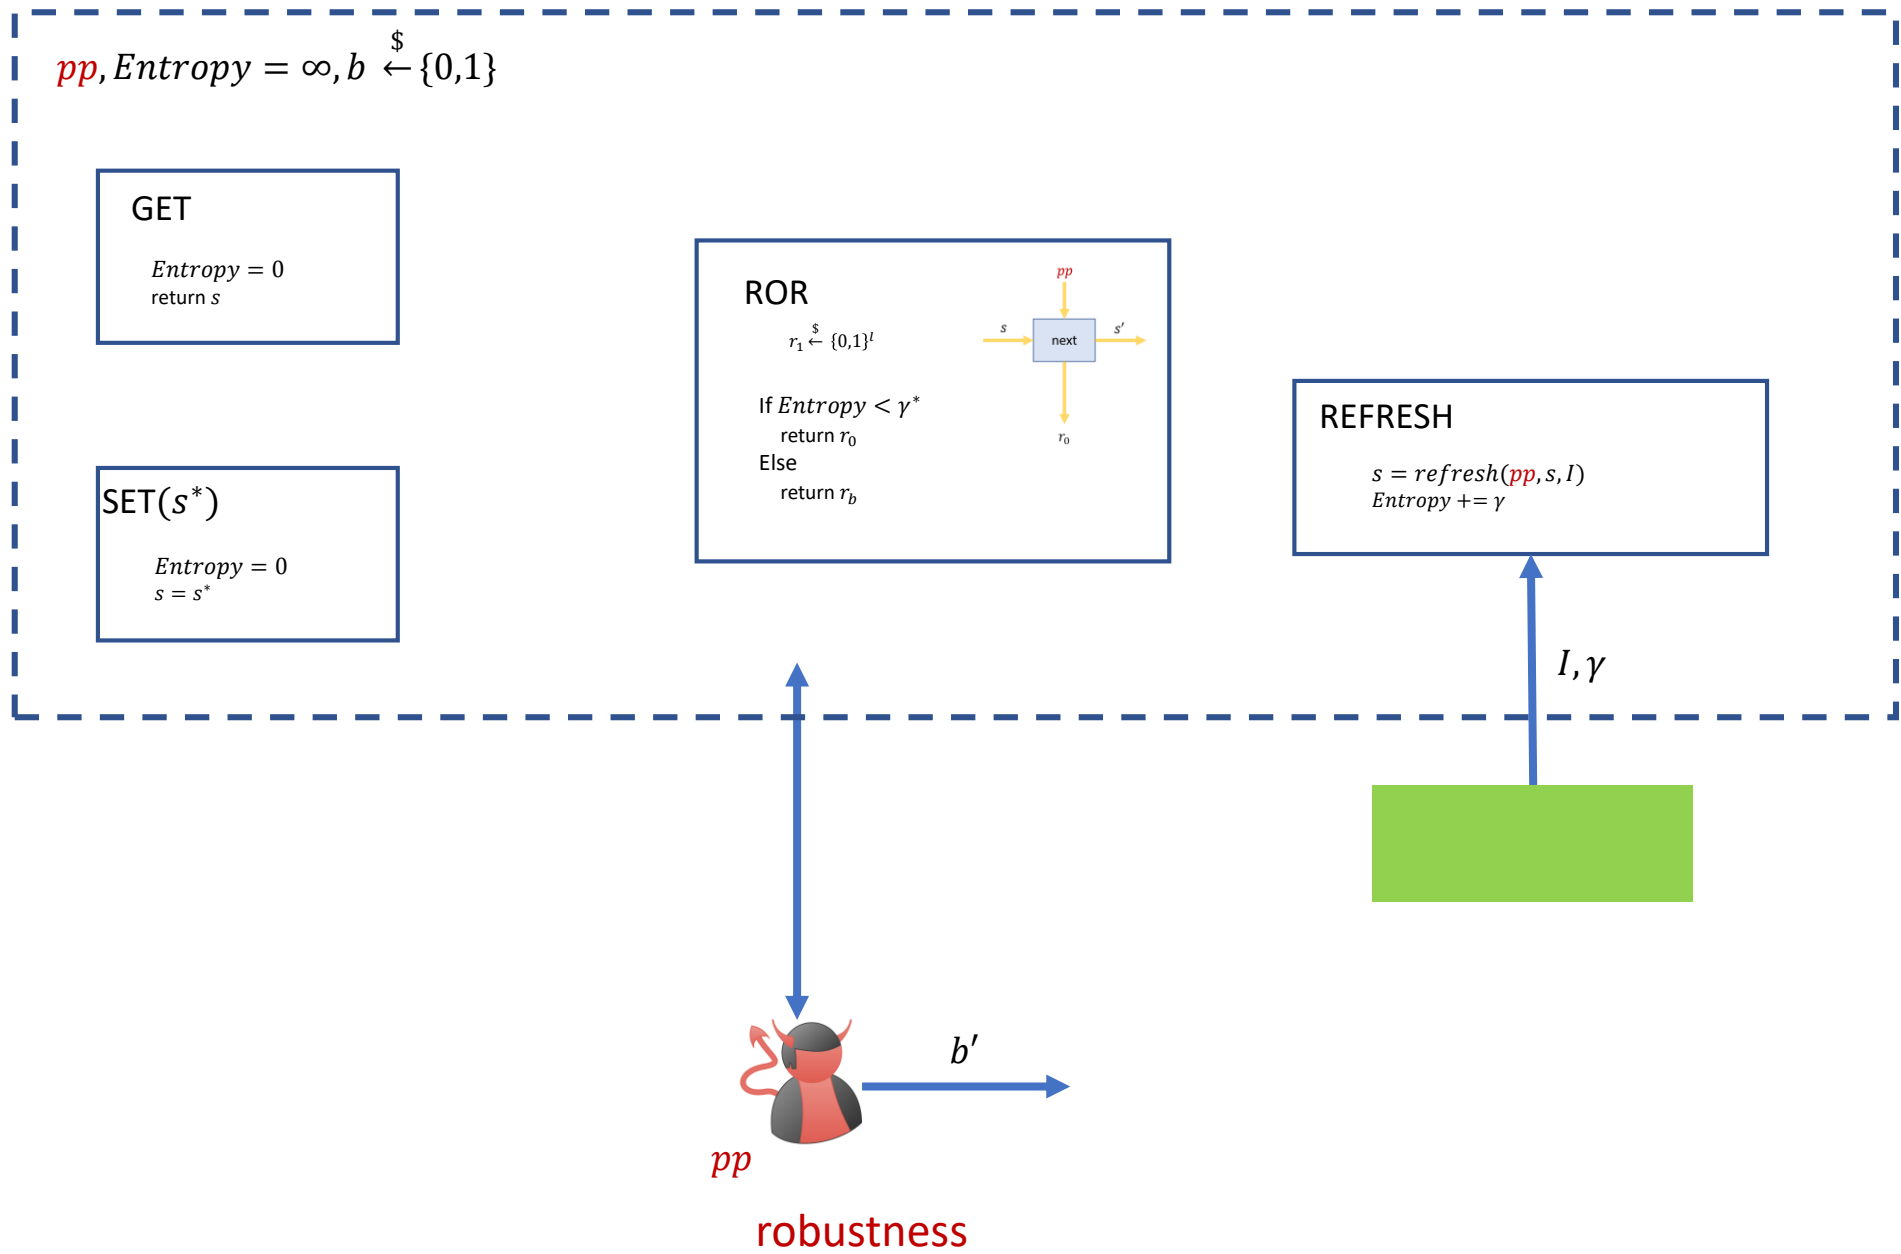 pp, Entropy = ∞, b $← {0,1}
GET
Entropy = 0
return s
SET(s*)
Entropy = 0
s = s*
ROR
r₁ $← {0,1}ˡ
If Entropy < γ*
return r₀
Else
return r_b
pp
s
next
s′
r₀
REFRESH
s = refresh(pp, s, I)
Entropy += γ
I, γ
b′
pp
robustness